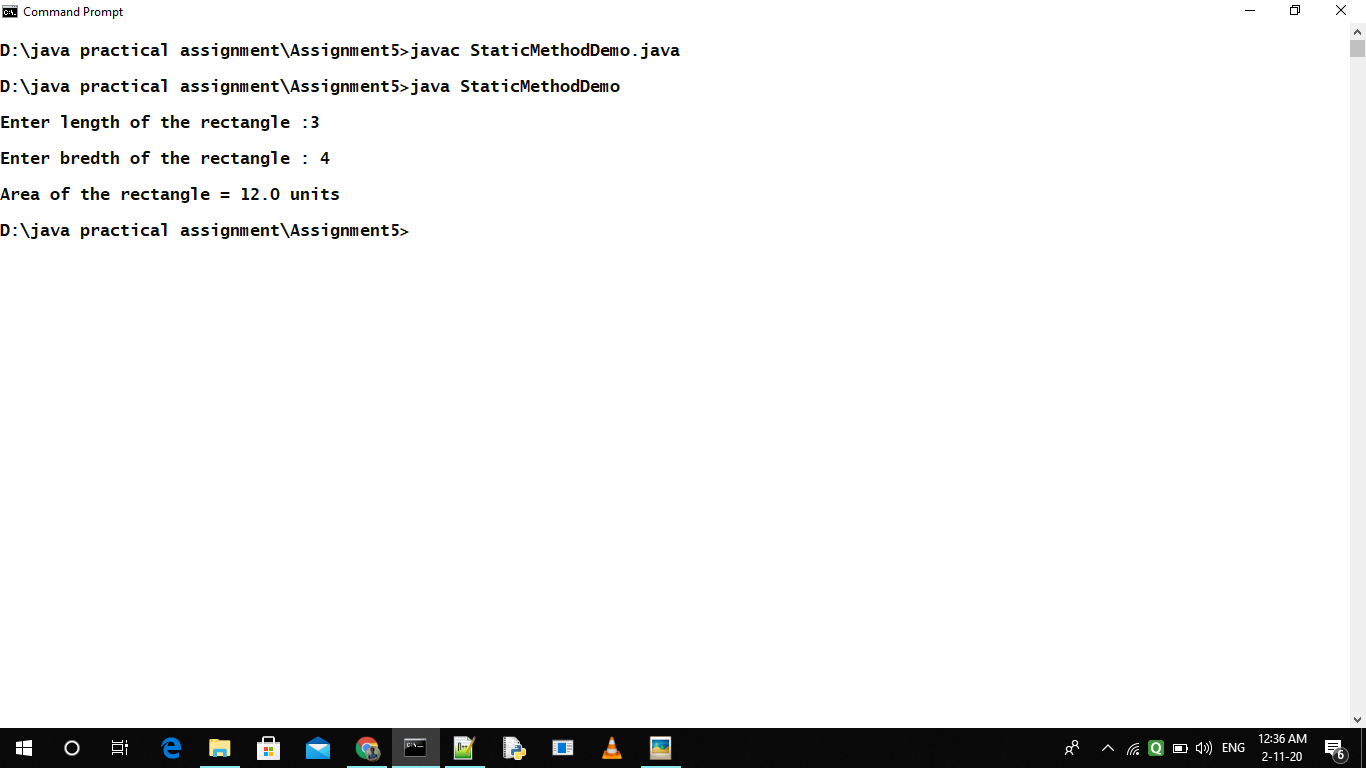 Command Prompt
D:\java practical assignment\Assignment5>javac StaticMethodDemo.java
D:\java practical assignment\Assignment5>java StaticMethodDemo
Enter length of the rectangle :3
Enter bredth of the rectangle : 4
Area of the rectangle = 12.0 units
D:\java practical assignment\Assignment5>
ENG
12:36 AM
2-11-20
6